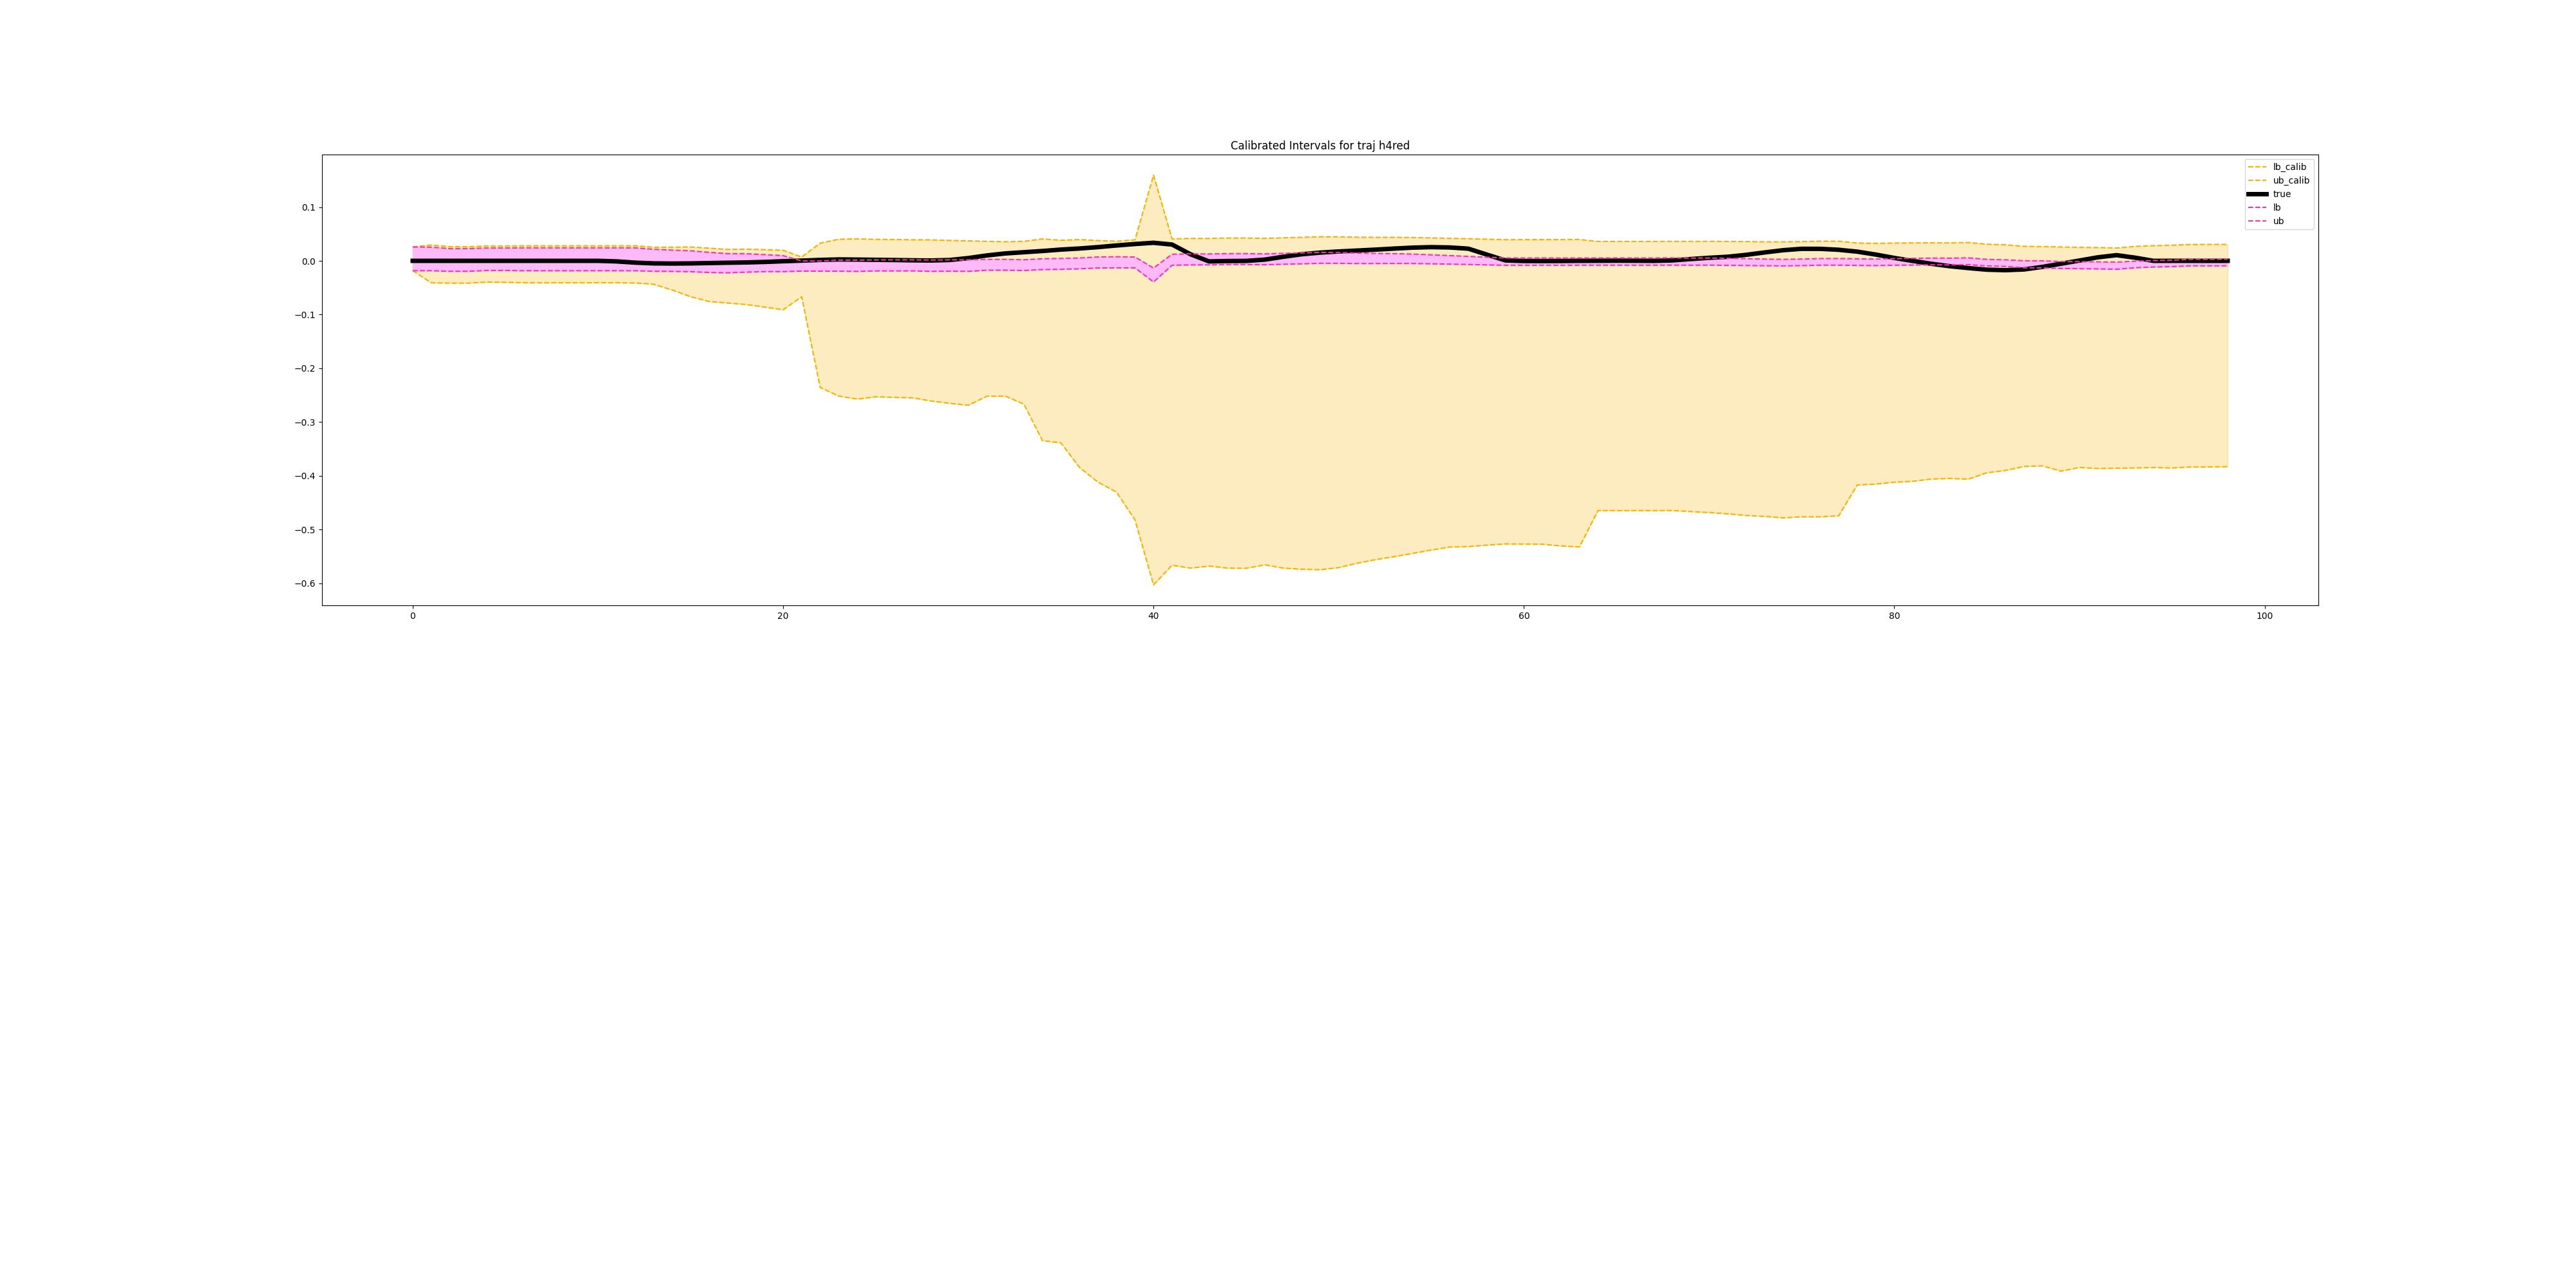 Calibrated Intervals for traj h4red
lb_calib
ub_calib
true
lb
ub
0.1
0.0
−0.1
−0.2
−0.3
−0.4
−0.5
−0.6
0 20 40 60 80 100